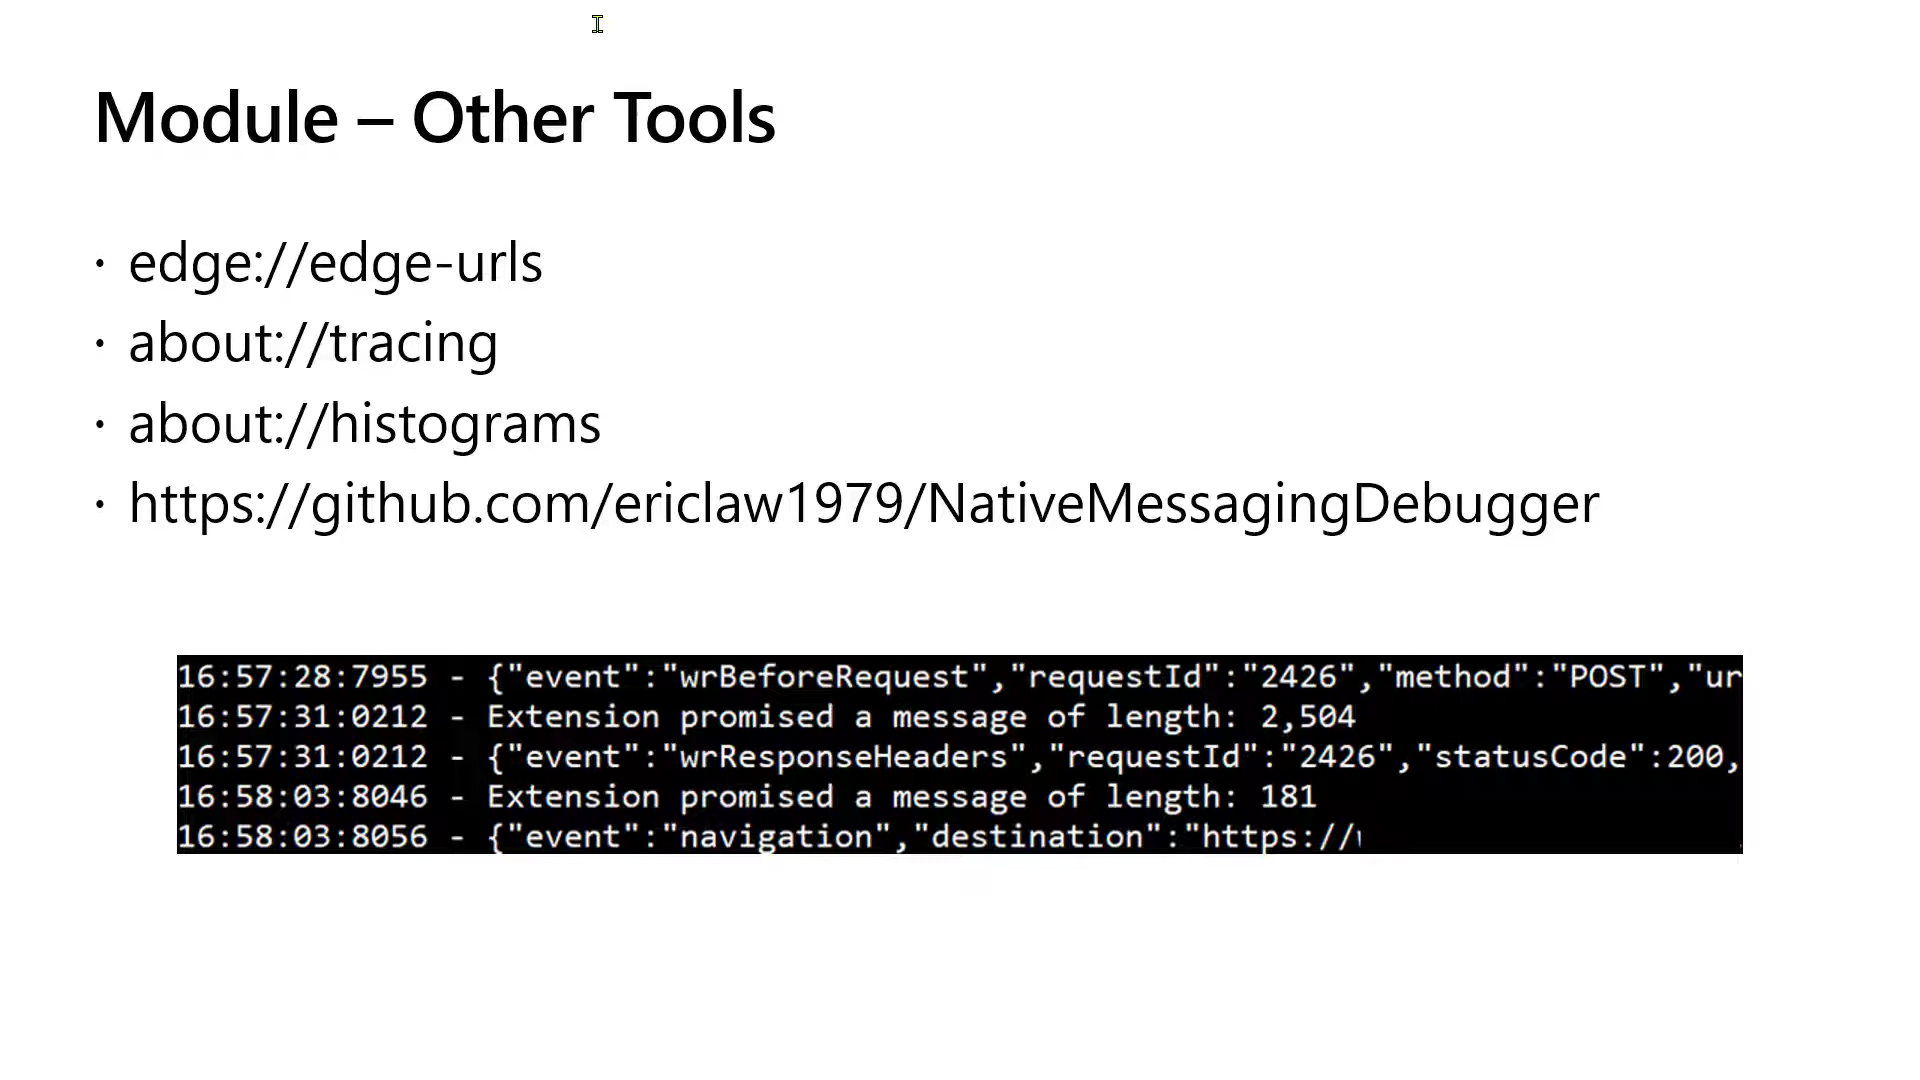 Module – Other Tools
· edge://edge-urls
· about://tracing
· about://histograms
· https://github.com/ericlaw1979/NativeMessagingDebugger
16:57:28:7955 - {"event":"wrBeforeRequest","requestId":"2426","method":"POST","ur
16:57:31:0212 - Extension promised a message of length: 2,504
16:57:31:0212 - {"event":"wrResponseHeaders","requestId":"2426","statusCode":200,
16:58:03:8046 - Extension promised a message of length: 181
16:58:03:8056 - {"event":"navigation","destination":"https://